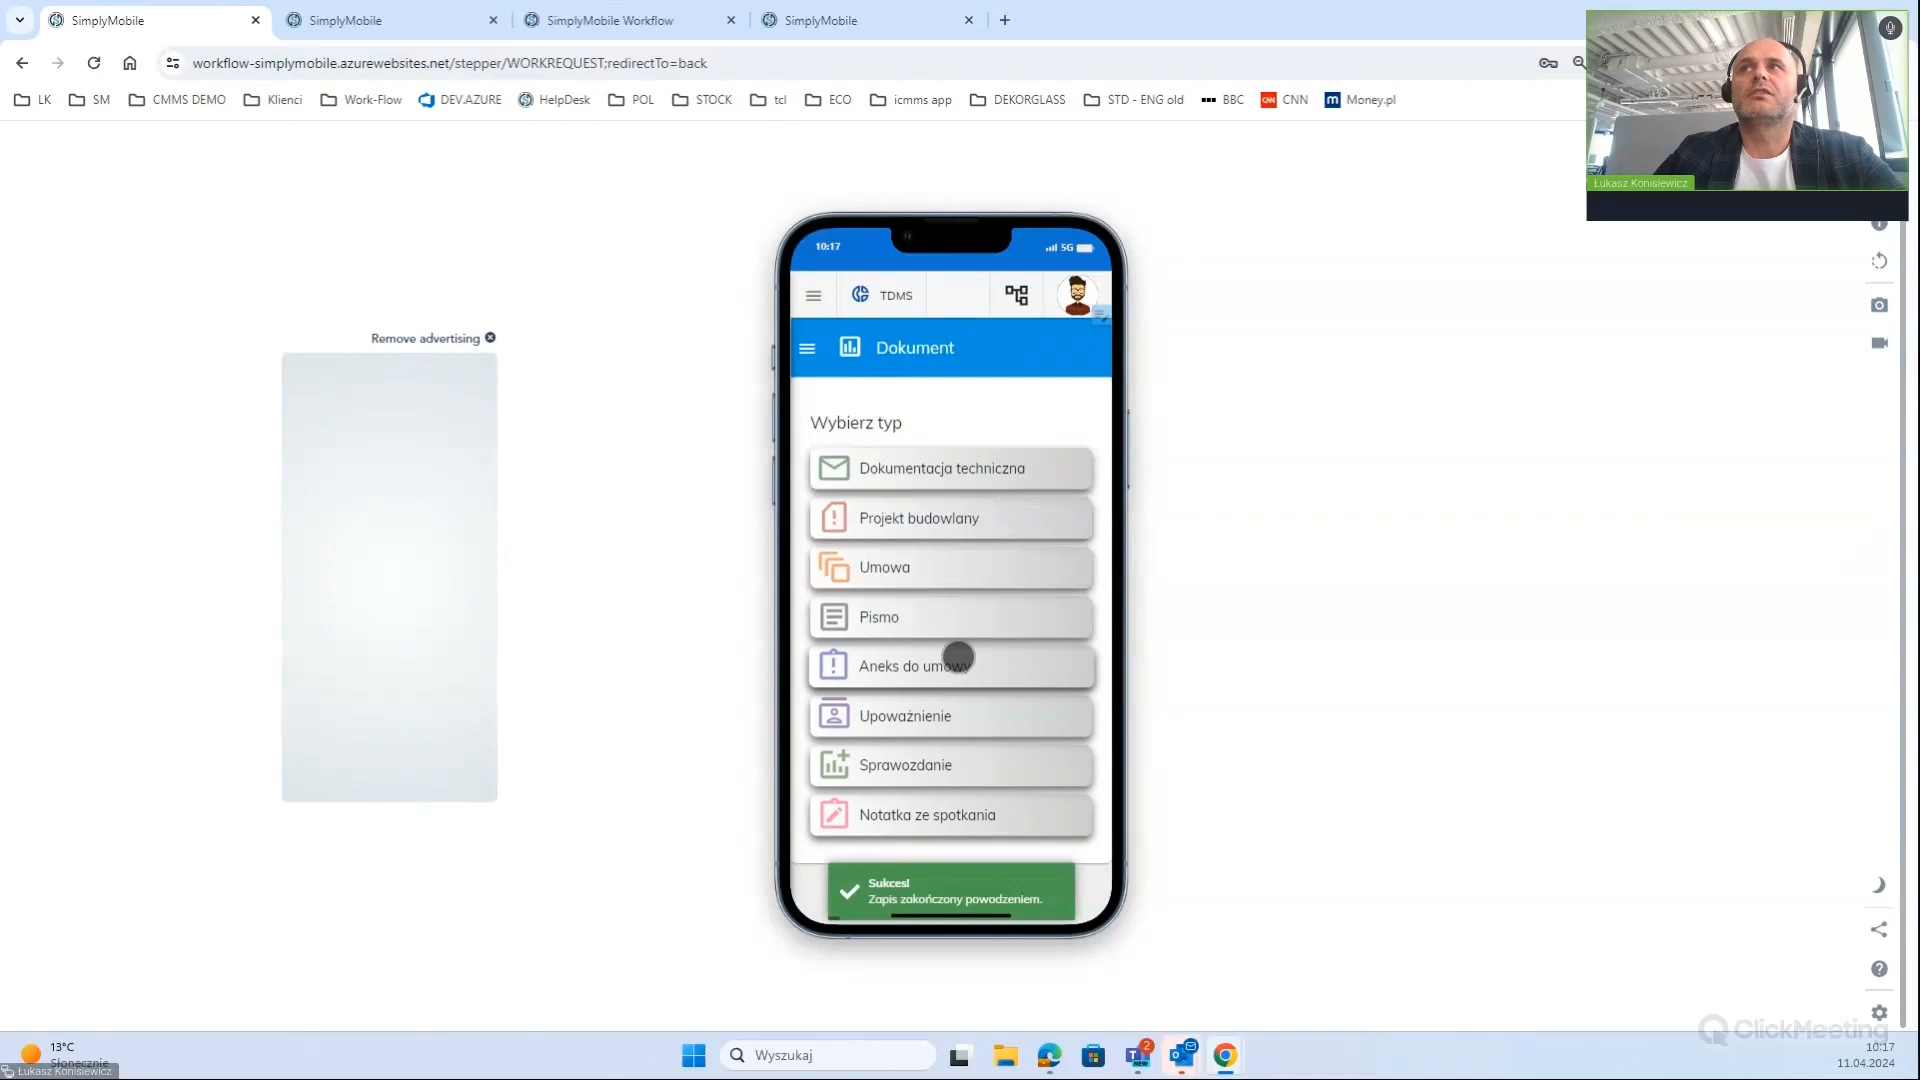 SimplyMobile
SimplyMobile
SimplyMobile Workflow
SimplyMobile
workflow-simplymobile.azurewebsites.net/stepper/WORKREQUEST;redirectTo=back
LK
SM
CMMS DEMO
Klienci
Work-Flow
DEV.AZURE
HelpDesk
POL
STOCK
tcl
ECO
icmms app
DEKORGLASS
STD - ENG old
BBC
CNN
Money.pl
Łukasz Konisiewicz
Remove advertising
10:17
5G
TDMS
Dokument
Wybierz typ
Dokumentacja techniczna
Projekt budowlany
Umowa
Pismo
Aneks do umowy
Upoważnienie
Sprawozdanie
Notatka ze spotkania
Sukces!
Zapis zakończony powodzeniem.
ClickMeeting
13°C
Słonecznie
Łukasz Konisiewicz
Wyszukaj
2
NEW
10:17
11.04.2024